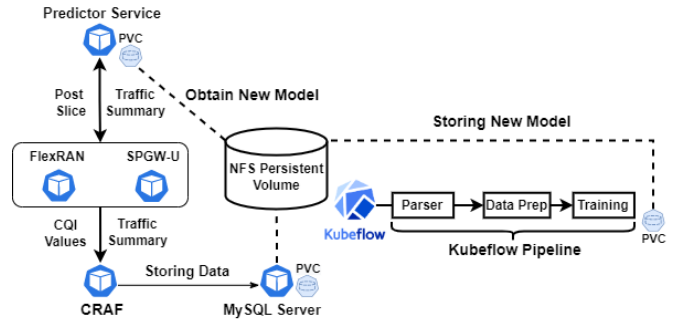 Predictor Service
PVC
Post
Slice
Traffic
Summary
Obtain New Model
Storing New Model
FlexRAN
SPGW-U
NFS Persistent
Volume
Kubeflow
Parser
Data Prep
Training
PVC
Kubeflow Pipeline
CQI
Values
Traffic
Summary
Storing Data
PVC
CRAF
MySQL Server